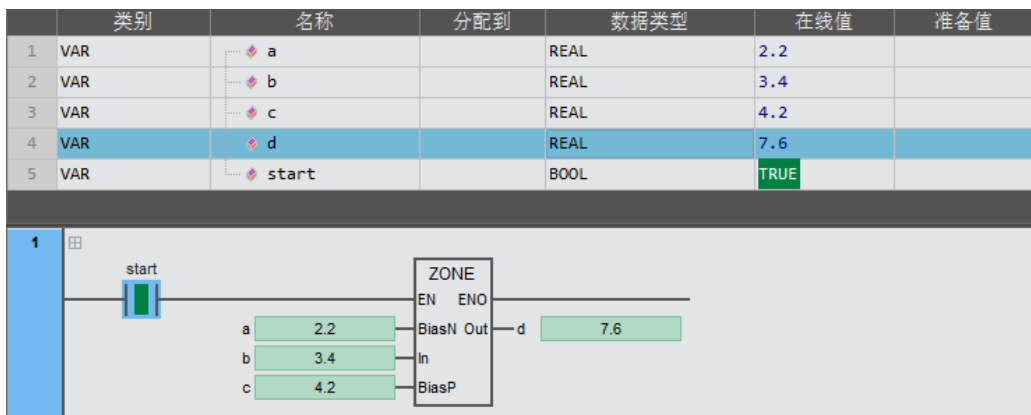 类别 名称 分配到 数据类型 在线值 准备值
1 VAR a REAL 2.2
2 VAR b REAL 3.4
3 VAR c REAL 4.2
4 VAR d REAL 7.6
5 VAR start BOOL TRUE
1
start
ZONE
EN ENO
a 2.2 BiasN Out d 7.6
b 3.4 In
c 4.2 BiasP